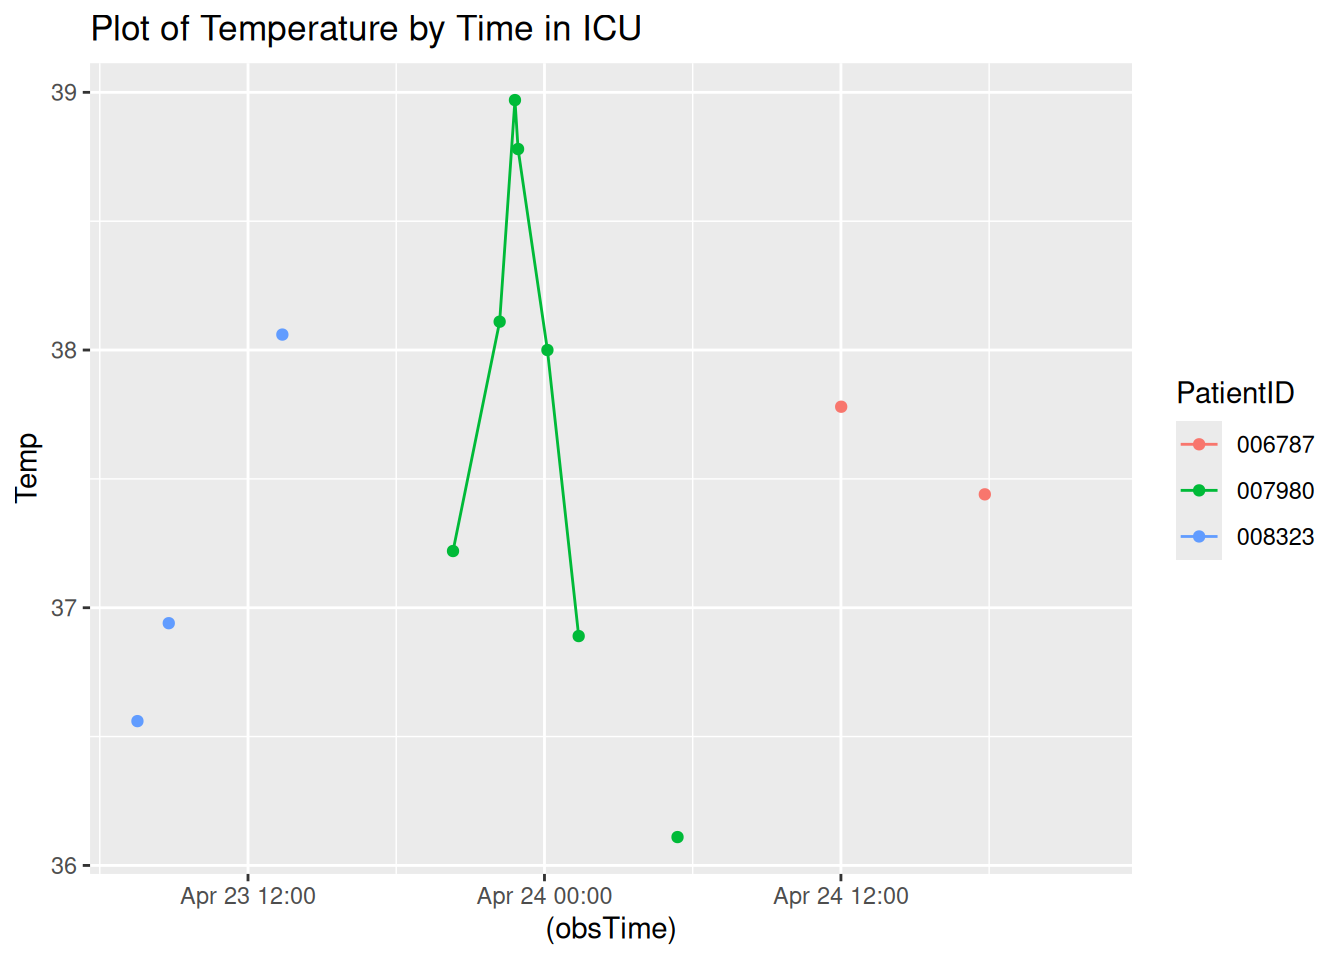 Plot of Temperature by Time in ICU
39
38
37
36
Temp
Apr 23 12:00 Apr 24 00:00 Apr 24 12:00
(obsTime)
PatientID
006787
007980
008323